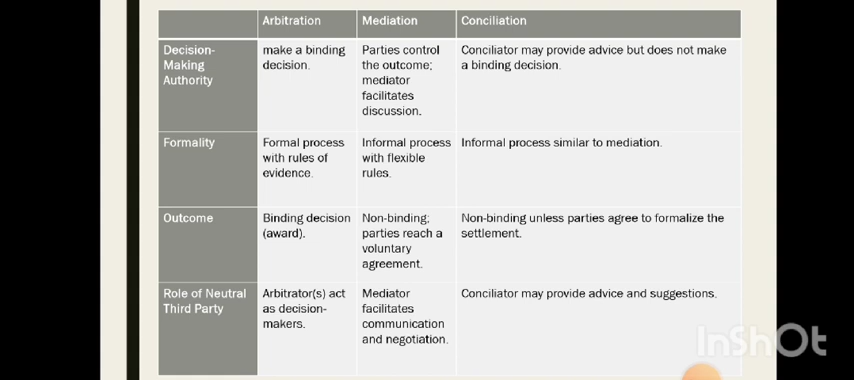 Arbitration Mediation Conciliation
Decision- make a binding Parties control Conciliator may provide advice but does not make
Making decision. the outcome; a binding decision.
Authority mediator
facilitates
discussion.
Formality Formal process Informal process Informal process similar to mediation.
with rules of with flexible
evidence. rules.
Outcome Binding decision Non-binding; Non-binding unless parties agree to formalize the
(award). parties reach a settlement.
voluntary
agreement.
Role of Neutral Arbitrator(s) act Mediator Conciliator may provide advice and suggestions.
Third Party as decision- facilitates
makers. communication
and negotiation.
InShOt